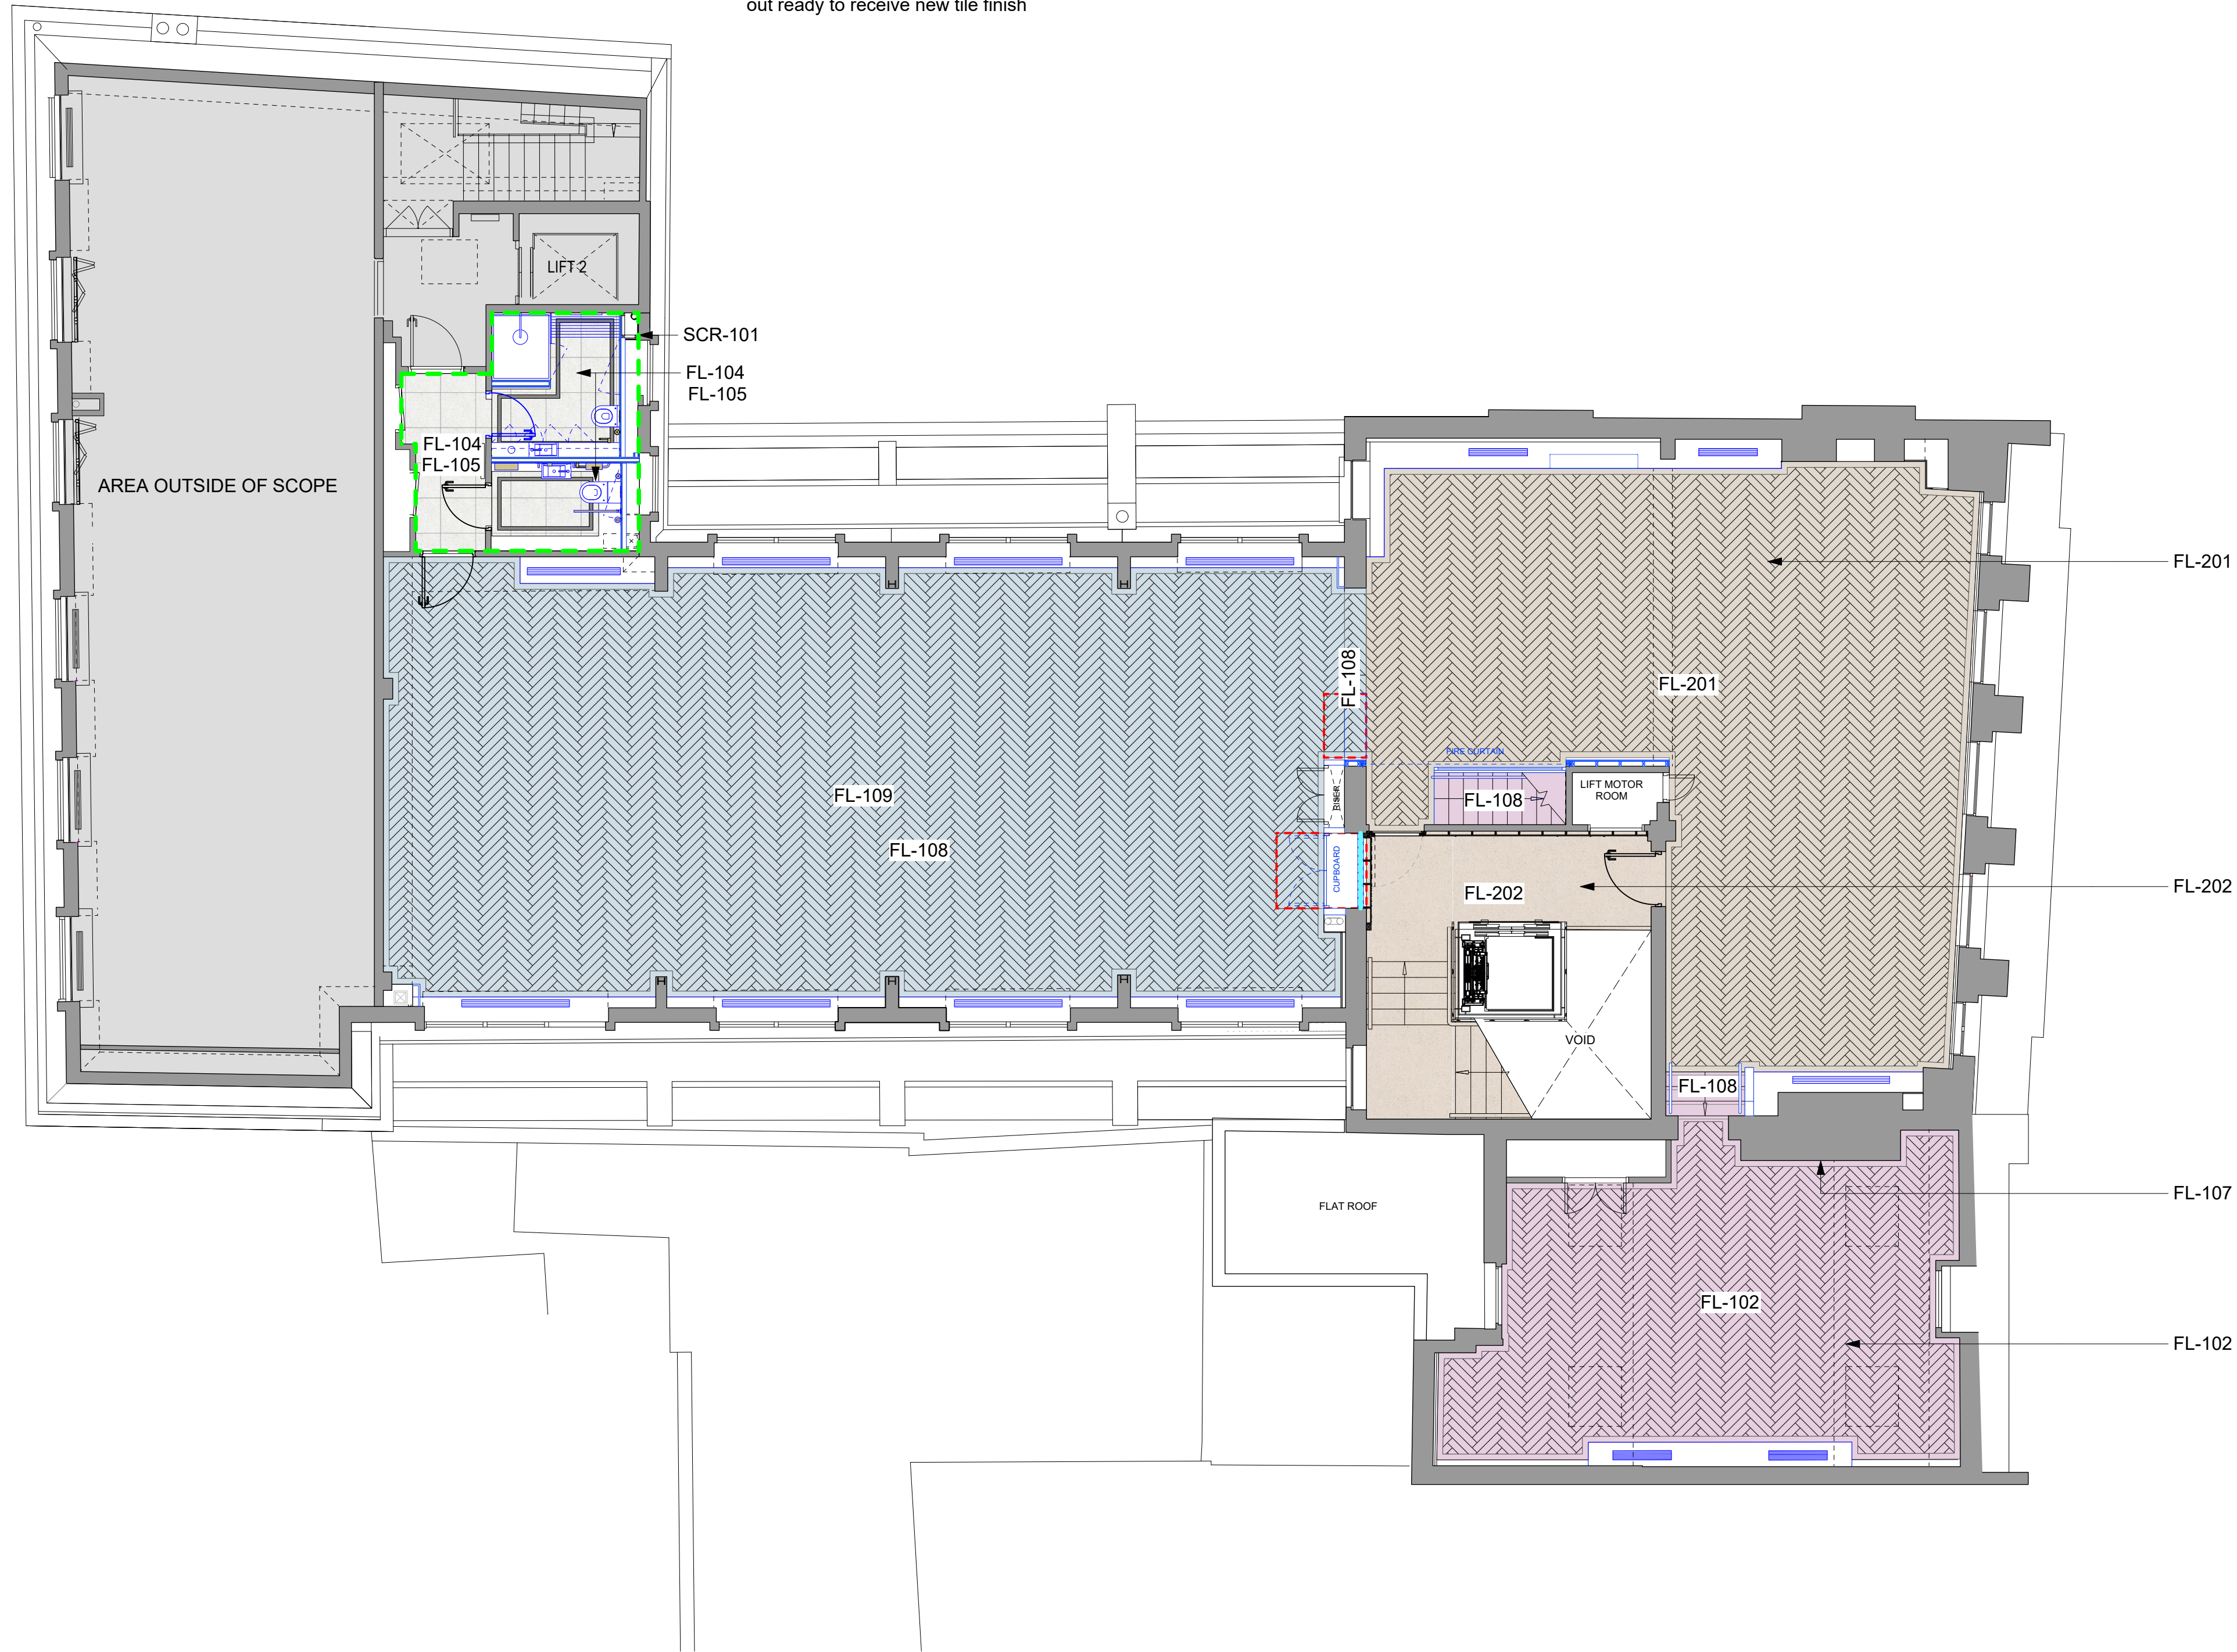 out ready to receive new tile finish
LIFT 2
SCR-101
FL-104
FL-105
FL-104
FL-105
AREA OUTSIDE OF SCOPE
FL-201
FL-108
FL-201
FIRE CURTAIN
FL-109
RISER
FL-108
LIFT MOTOR
ROOM
FL-108
CUPBOARD
FL-202
FL-202
VOID
FL-108
FL-107
FLAT ROOF
FL-102
FL-102